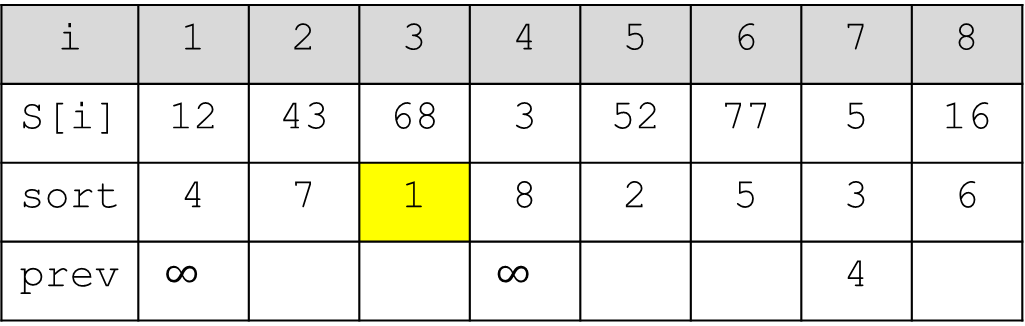 i 1 2 3 4 5 6 7 8
S[i] 12 43 68 3 52 77 5 16
sort 4 7 1 8 2 5 3 6
prev ∞ ∞ 4